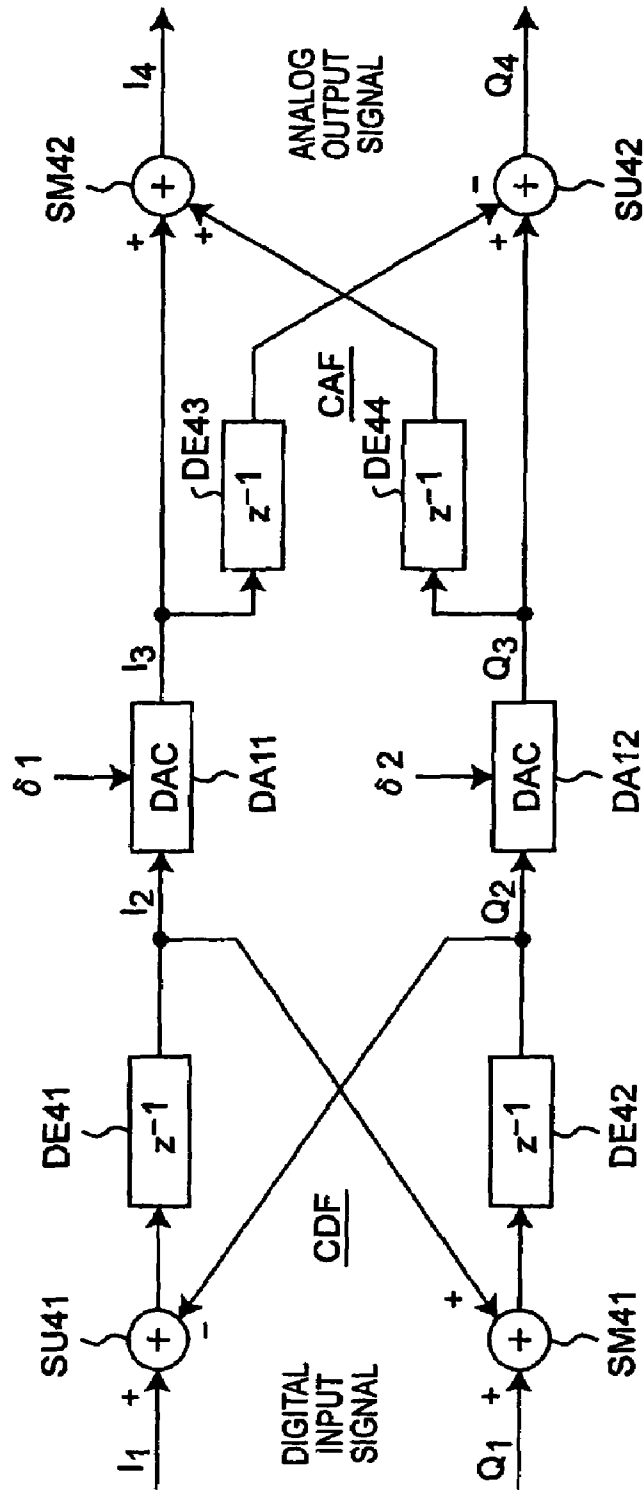 DIGITAL
INPUT
SIGNAL
I1
+
SU41
+
-
DE41
z⁻¹
I2
δ1
DAC
DA11
I3
DE43
z⁻¹
SM42
+
+
+
I4
CDF
CAF
ANALOG
OUTPUT
SIGNAL
Q1
+
+
+
SM41
z⁻¹
DE42
Q2
δ2
DAC
DA12
Q3
DE44
z⁻¹
-
+
+
SU42
Q4